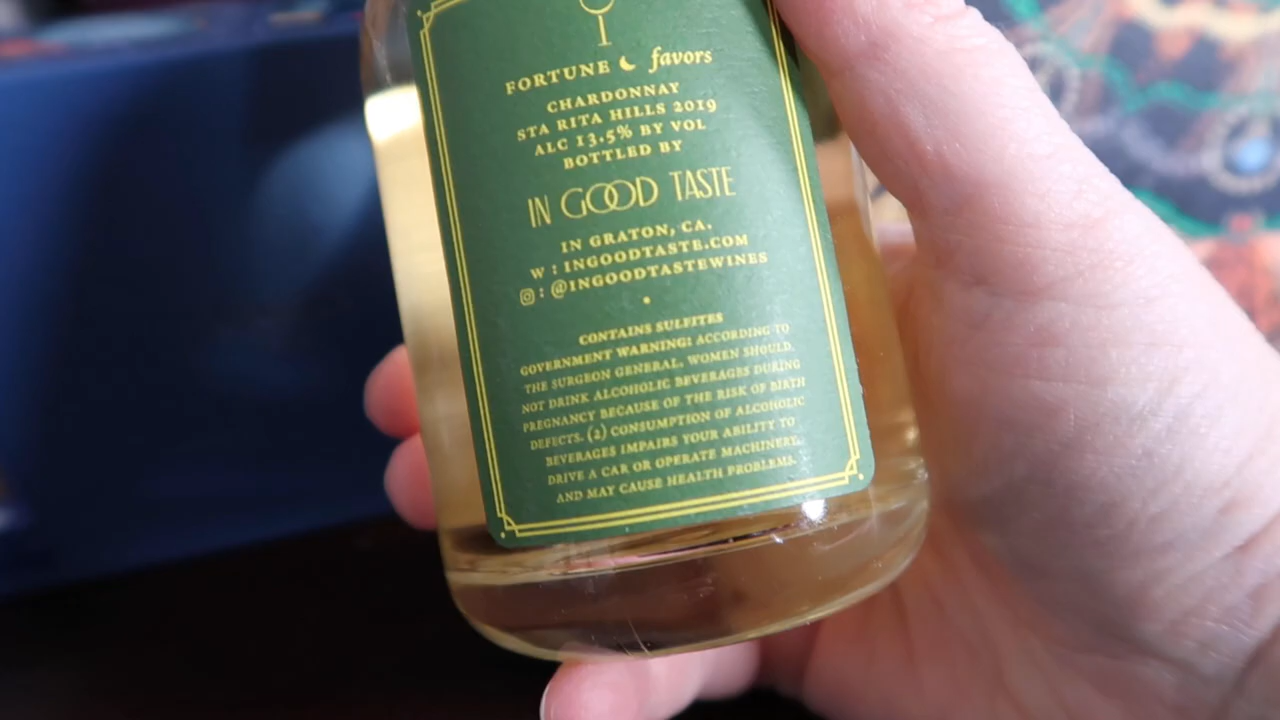 FORTUNE favors
CHARDONNAY
STA RITA HILLS 2019
ALC 13.5% BY VOL
BOTTLED BY
IN GOOD TASTE
IN GRATON, CA.
W : INGOODTASTE.COM
: @INGOODTASTEWINES
CONTAINS SULFITES
GOVERNMENT WARNING: ACCORDING TO
THE SURGEON GENERAL, WOMEN SHOULD
NOT DRINK ALCOHOLIC BEVERAGES DURING
PREGNANCY BECAUSE OF THE RISK OF BIRTH
DEFECTS. (2) CONSUMPTION OF ALCOHOLIC
BEVERAGES IMPAIRS YOUR ABILITY TO
DRIVE A CAR OR OPERATE MACHINERY,
AND MAY CAUSE HEALTH PROBLEMS.